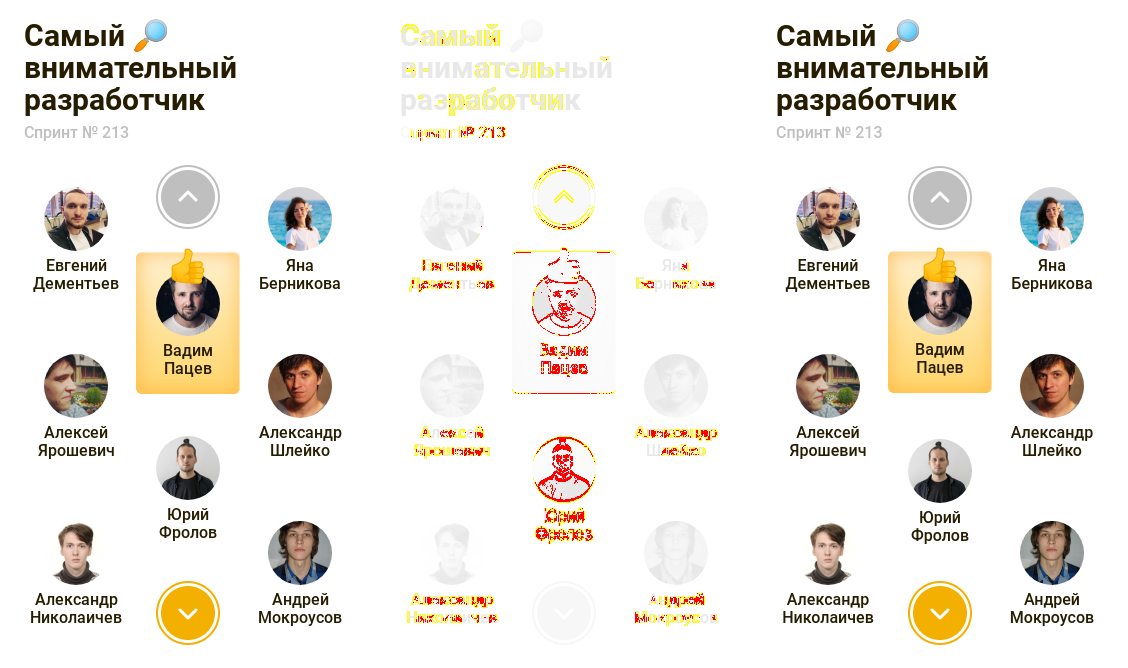 Самый
внимательный
разработчик
Спринт № 213
Евгений
Дементьев
Яна
Берникова
Вадим
Пацев
Алексей
Ярошевич
Александр
Шлейко
Юрий
Фролов
Александр
Николаичев
Андрей
Мокроусов
Самый
внимательный
разработчик
Спринт № 213
Евгений
Дементьев
Яна
Берникова
Вадим
Пацев
Алексей
Ярошевич
Александр
Шлейко
Юрий
Фролов
Александр
Николаичев
Андрей
Мокроусов
Самый
внимательный
разработчик
Спринт № 213
Евгений
Дементьев
Яна
Берникова
Вадим
Пацев
Алексей
Ярошевич
Александр
Шлейко
Юрий
Фролов
Александр
Николаичев
Андрей
Мокроусов